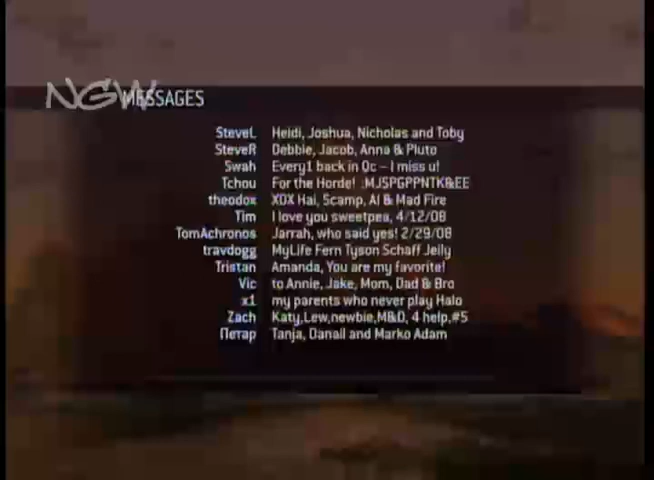 NGW
MESSAGES
SteveL Heidi, Joshua, Nicholas and Toby
SteveR Debbie, Jacob, Anna & Pluto
Swah Every1 back in Qc - I miss u!
Tchou For the Horde! :MJSPGPPNTK&EE
theodox XOX Hal, Scamp, Al & Mad Fire
Tim I love you sweetpea, 4/12/08
TomAchronos Jarrah, who said yes! 2/29/08
travdogg MyLife Fern Tyson Schaff Jelly
Tristan Amanda, You are my favorite!
Vic to Annie, Jake, Mom, Dad & Bro
x1 my parents who never play Halo
Zach Katy,Lew,newbie,M&D, 4 help,#5
Петар Tanja, Danail and Marko Adam